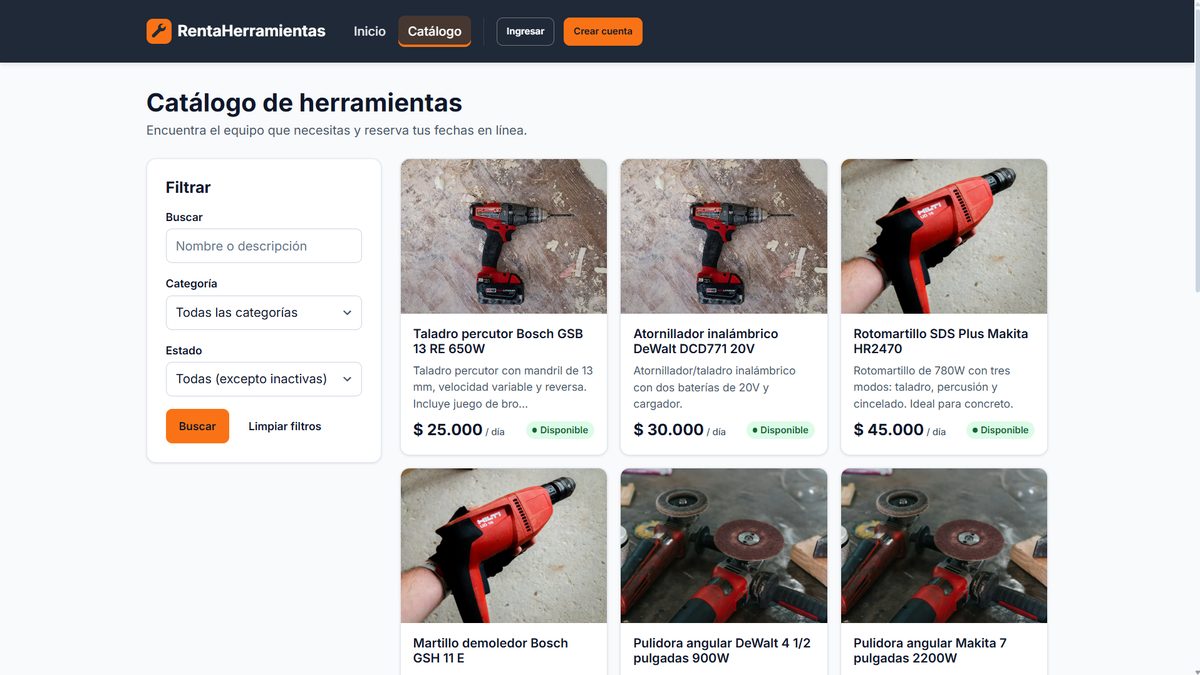 RentaHerramientas
Inicio
Catálogo
Ingresar
Crear cuenta
Catálogo de herramientas
Encuentra el equipo que necesitas y reserva tus fechas en línea.
Filtrar
Buscar
Nombre o descripción
Categoría
Todas las categorías
Estado
Todas (excepto inactivas)
Buscar
Limpiar filtros
Taladro percutor Bosch GSB
13 RE 650W
Taladro percutor con mandril de 13
mm, velocidad variable y reversa.
Incluye juego de bro...
$ 25.000 / día
Disponible
Atornillador inalámbrico
DeWalt DCD771 20V
Atornillador/taladro inalámbrico
con dos baterías de 20V y
cargador.
$ 30.000 / día
Disponible
HILTI
Rotomartillo SDS Plus Makita
HR2470
Rotomartillo de 780W con tres
modos: taladro, percusión y
cincelado. Ideal para concreto.
$ 45.000 / día
Disponible
HILTI
Martillo demoledor Bosch
GSH 11 E
Pulidora angular DeWalt 4 1/2
pulgadas 900W
Pulidora angular Makita 7
pulgadas 2200W